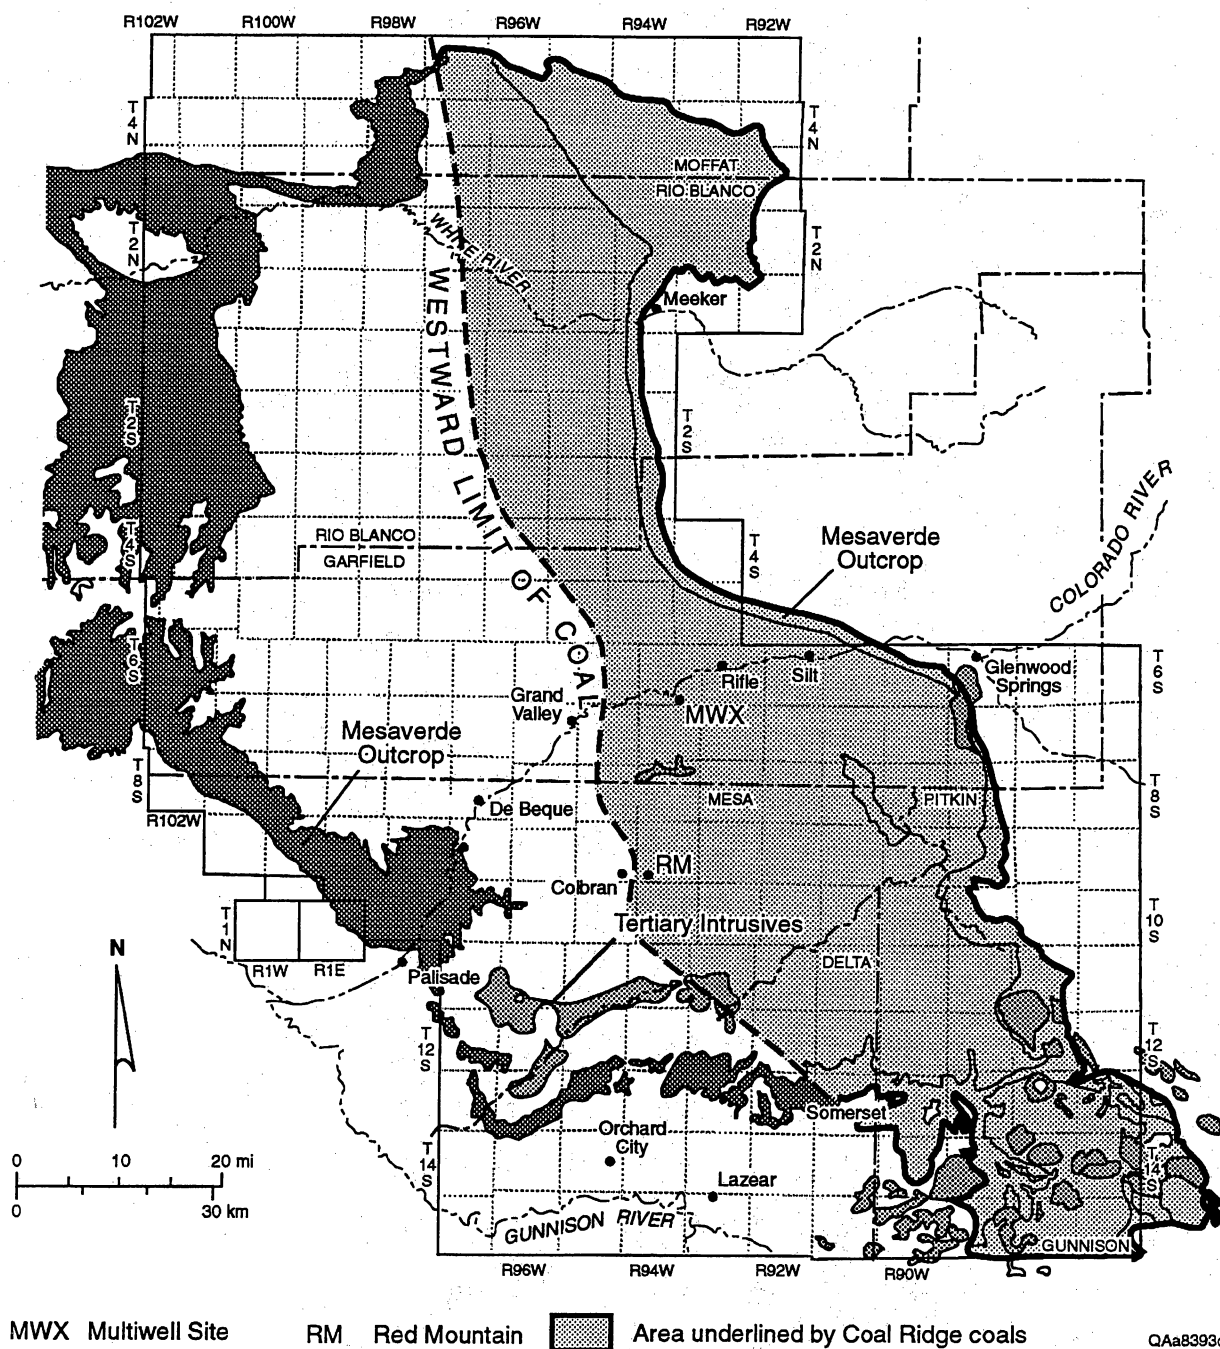 R102W R100W R98W R96W R94W R92W
T
4
N
T
4
N
MOFFAT
RIO BLANCO
T
2
N
T
2
N
WHITE RIVER
Meeker
WESTWARD LIMIT OF COAL
T
2
S
T
2
S
COLORADO RIVER
T
4
S
RIO BLANCO
GARFIELD
T
4
S
Mesaverde
Outcrop
T
6
S
T
6
S
Glenwood
Springs
Rifle
Silt
Grand
Valley
MWX
Mesaverde
Outcrop
T
8
S
T
8
S
MESA
PITKIN
R102W
De Beque
RM
Colbran
T
1
N
T
10
S
Tertiary Intrusives
DELTA
R1W R1E
N
Palisade
T
12
S
T
12
S
Somerset
Orchard
City
T
14
S
T
14
S
0 10 20 mi
0 30 km
Lazear
GUNNISON RIVER
GUNNISON
R96W R94W R92W R90W
MWX Multiwell Site RM Red Mountain Area underlined by Coal Ridge coals
QAa8393c